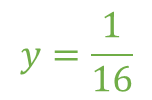 y = 1/16